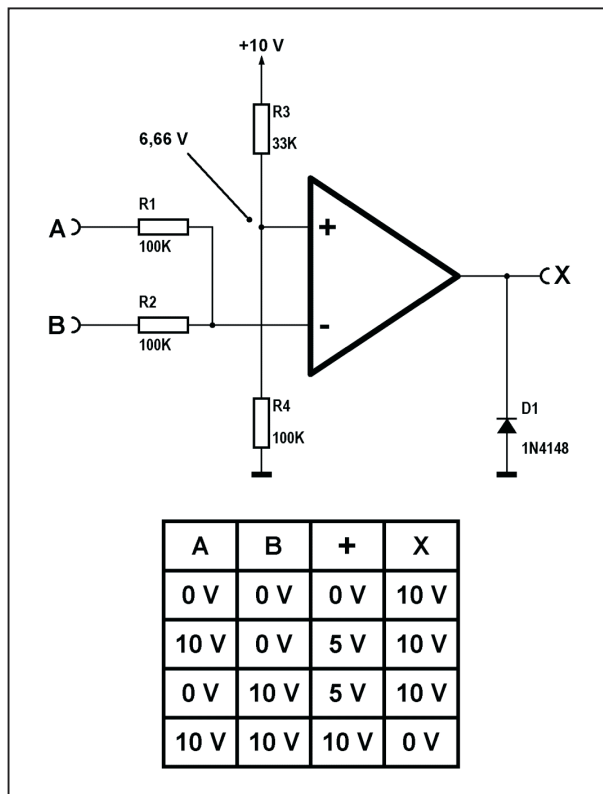 +10 V
R3
33K
6,66 V
R1
100K
A
+
X
R2
100K
B
-
R4
100K
D1
1N4148
A B + X
0 V 0 V 0 V 10 V
10 V 0 V 5 V 10 V
0 V 10 V 5 V 10 V
10 V 10 V 10 V 0 V